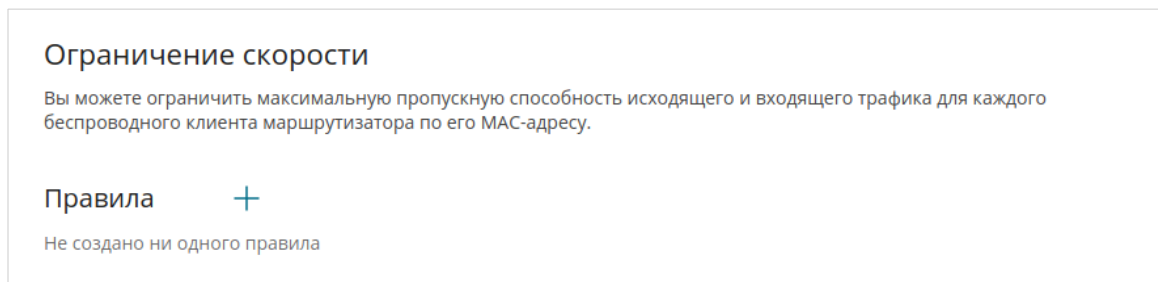 Ограничение скорости
Вы можете ограничить максимальную пропускную способность исходящего и входящего трафика для каждого
беспроводного клиента маршрутизатора по его MAC-адресу.
Правила
Не создано ни одного правила